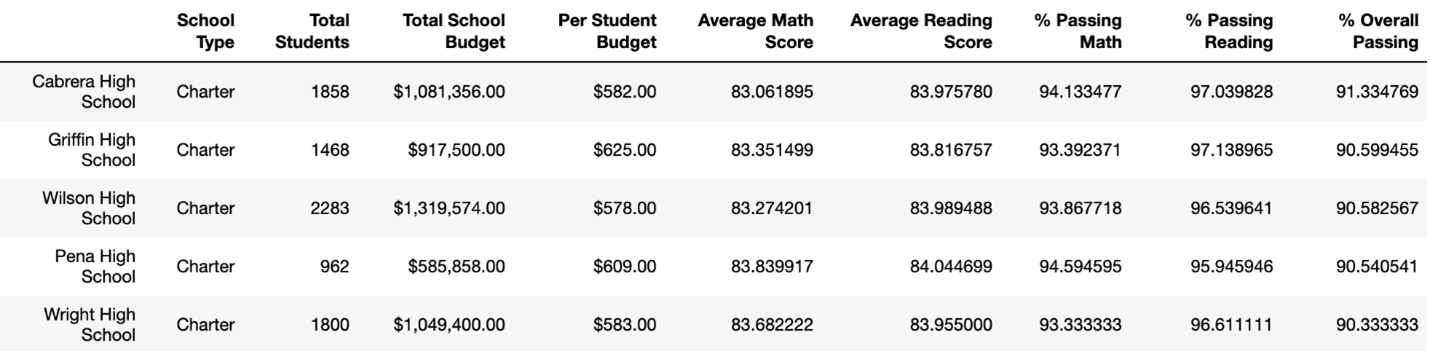 School Type Total Students Total School Budget Per Student Budget Average Math Score Average Reading Score % Passing Math % Passing Reading % Overall Passing
Cabrera High School Charter 1858 $1,081,356.00 $582.00 83.061895 83.975780 94.133477 97.039828 91.334769
Griffin High School Charter 1468 $917,500.00 $625.00 83.351499 83.816757 93.392371 97.138965 90.599455
Wilson High School Charter 2283 $1,319,574.00 $578.00 83.274201 83.989488 93.867718 96.539641 90.582567
Pena High School Charter 962 $585,858.00 $609.00 83.839917 84.044699 94.594595 95.945946 90.540541
Wright High School Charter 1800 $1,049,400.00 $583.00 83.682222 83.955000 93.333333 96.611111 90.333333